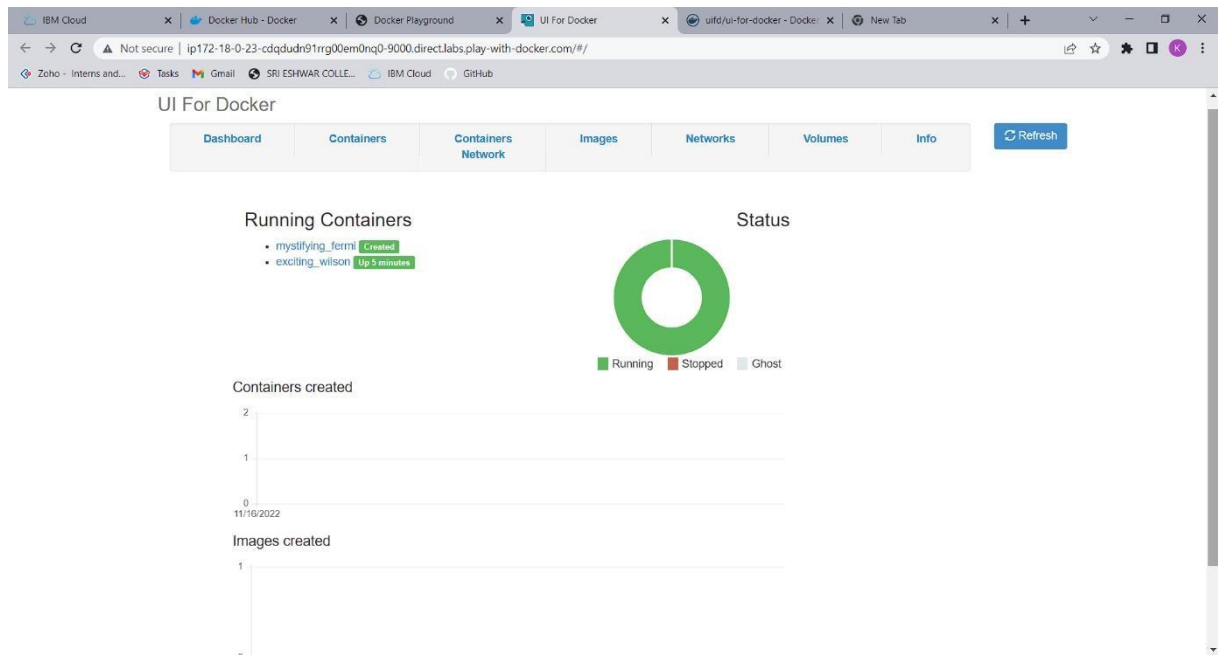 IBM Cloud
Docker Hub - Docker
Docker Playground
UI For Docker
uifd/ui-for-docker - Docker
New Tab
Not secure | ip172-18-0-23-cdqdudn91rrg00em0nq0-9000.direct.labs.play-with-docker.com/#/
K
Zoho - Interns and...
Tasks
Gmail
SRI ESHWAR COLLE...
IBM Cloud
GitHub
UI For Docker
Dashboard
Containers
Containers
Network
Images
Networks
Volumes
Info
Refresh
Running Containers
mystifying_fermi Created
exciting_wilson Up 5 minutes
Status
Running Stopped Ghost
Containers created
2
1
0
11/16/2022
Images created
1